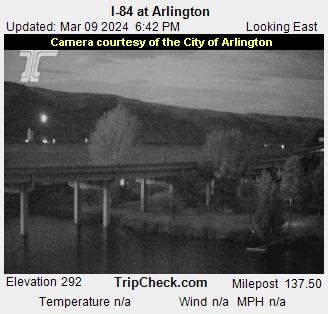 I-84 at Arlington
Updated: Mar 09 2024 6:42 PM Looking East
Camera courtesy of the City of Arlington
Elevation 292 TripCheck.com Milepost 137.50
Temperature n/a Wind n/a MPH n/a